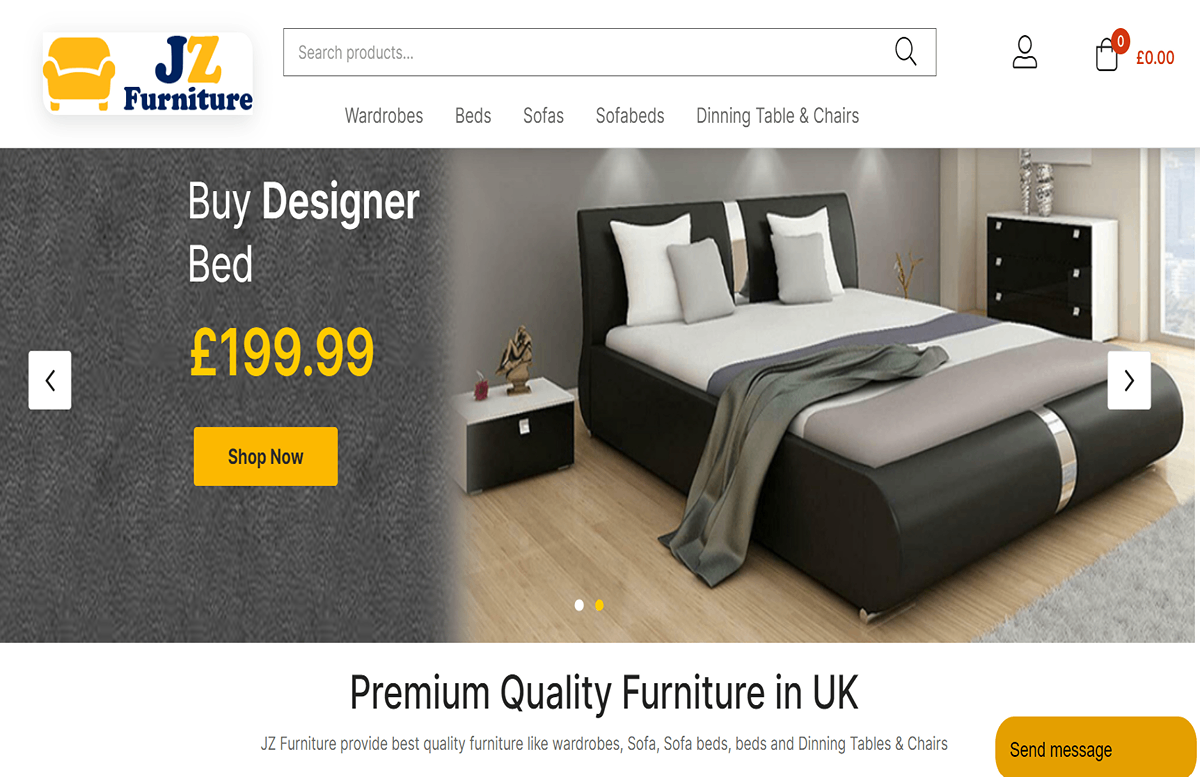 JZ
Furniture
Search products...
0
£0.00
Wardrobes Beds Sofas Sofabeds Dinning Table & Chairs
Buy Designer
Bed
£199.99
Shop Now
Premium Quality Furniture in UK
JZ Furniture provide best quality furniture like wardrobes, Sofa, Sofa beds, beds and Dinning Tables & Chairs
Send message